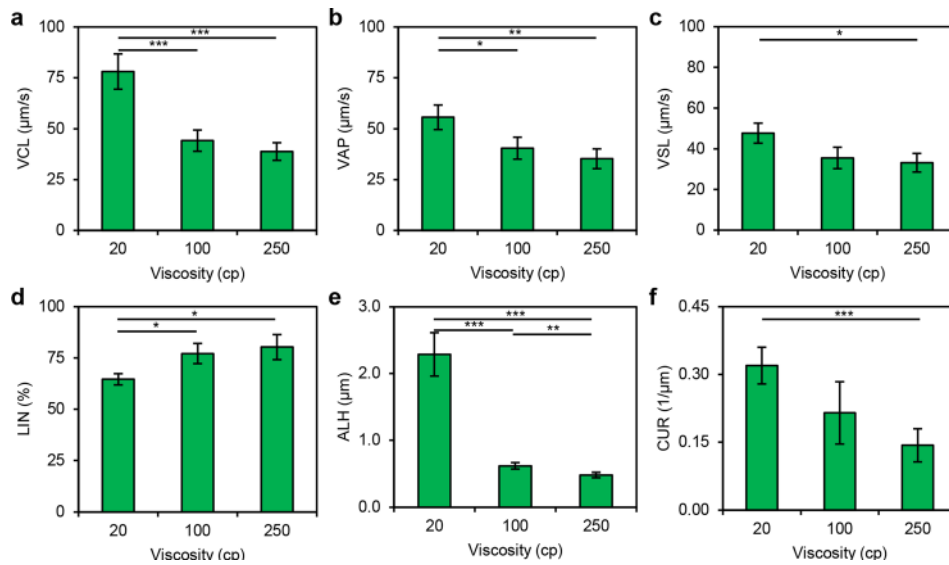 a
100
75
50
25
0
VCL (µm/s)
***
***
20 100 250
Viscosity (cp)
b
100
75
50
25
0
VAP (µm/s)
**
*
20 100 250
Viscosity (cp)
c
100
80
60
40
20
0
VSL (µm/s)
*
20 100 250
Viscosity (cp)
d
100
75
50
25
0
LIN (%)
*
*
20 100 250
Viscosity (cp)
e
3.0
2.0
1.0
0.0
ALH (µm)
***
***
**
20 100 250
Viscosity (cp)
f
0.45
0.30
0.15
0.00
CUR (1/µm)
***
20 100 250
Viscosity (cp)